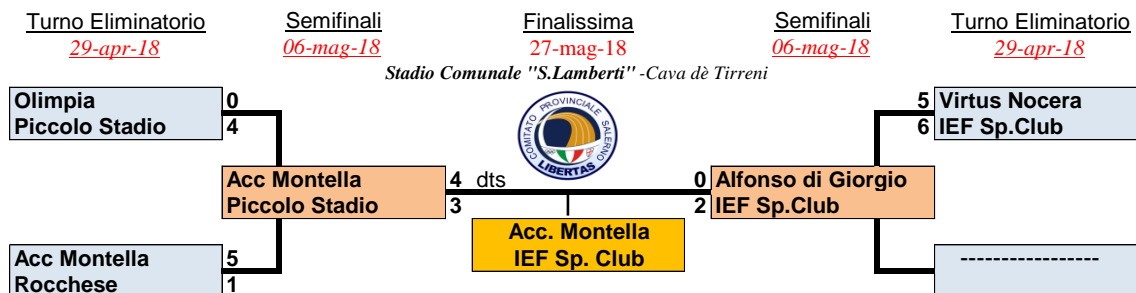 Turno Eliminatorio Semifinali Finalissima Semifinali Turno Eliminatorio
29-apr-18 06-mag-18 27-mag-18 06-mag-18 29-apr-18
Stadio Comunale "S.Lamberti" -Cava dè Tirreni
Olimpia 0
Piccolo Stadio 4
COMITATO PROVINCIALE SALERNO
LIBERTAS
5 Virtus Nocera
6 IEF Sp.Club
Acc Montella 4 dts
Piccolo Stadio 3
0 Alfonso di Giorgio
2 IEF Sp.Club
Acc. Montella
IEF Sp. Club
Acc Montella 5
Rocchese 1
-----------------